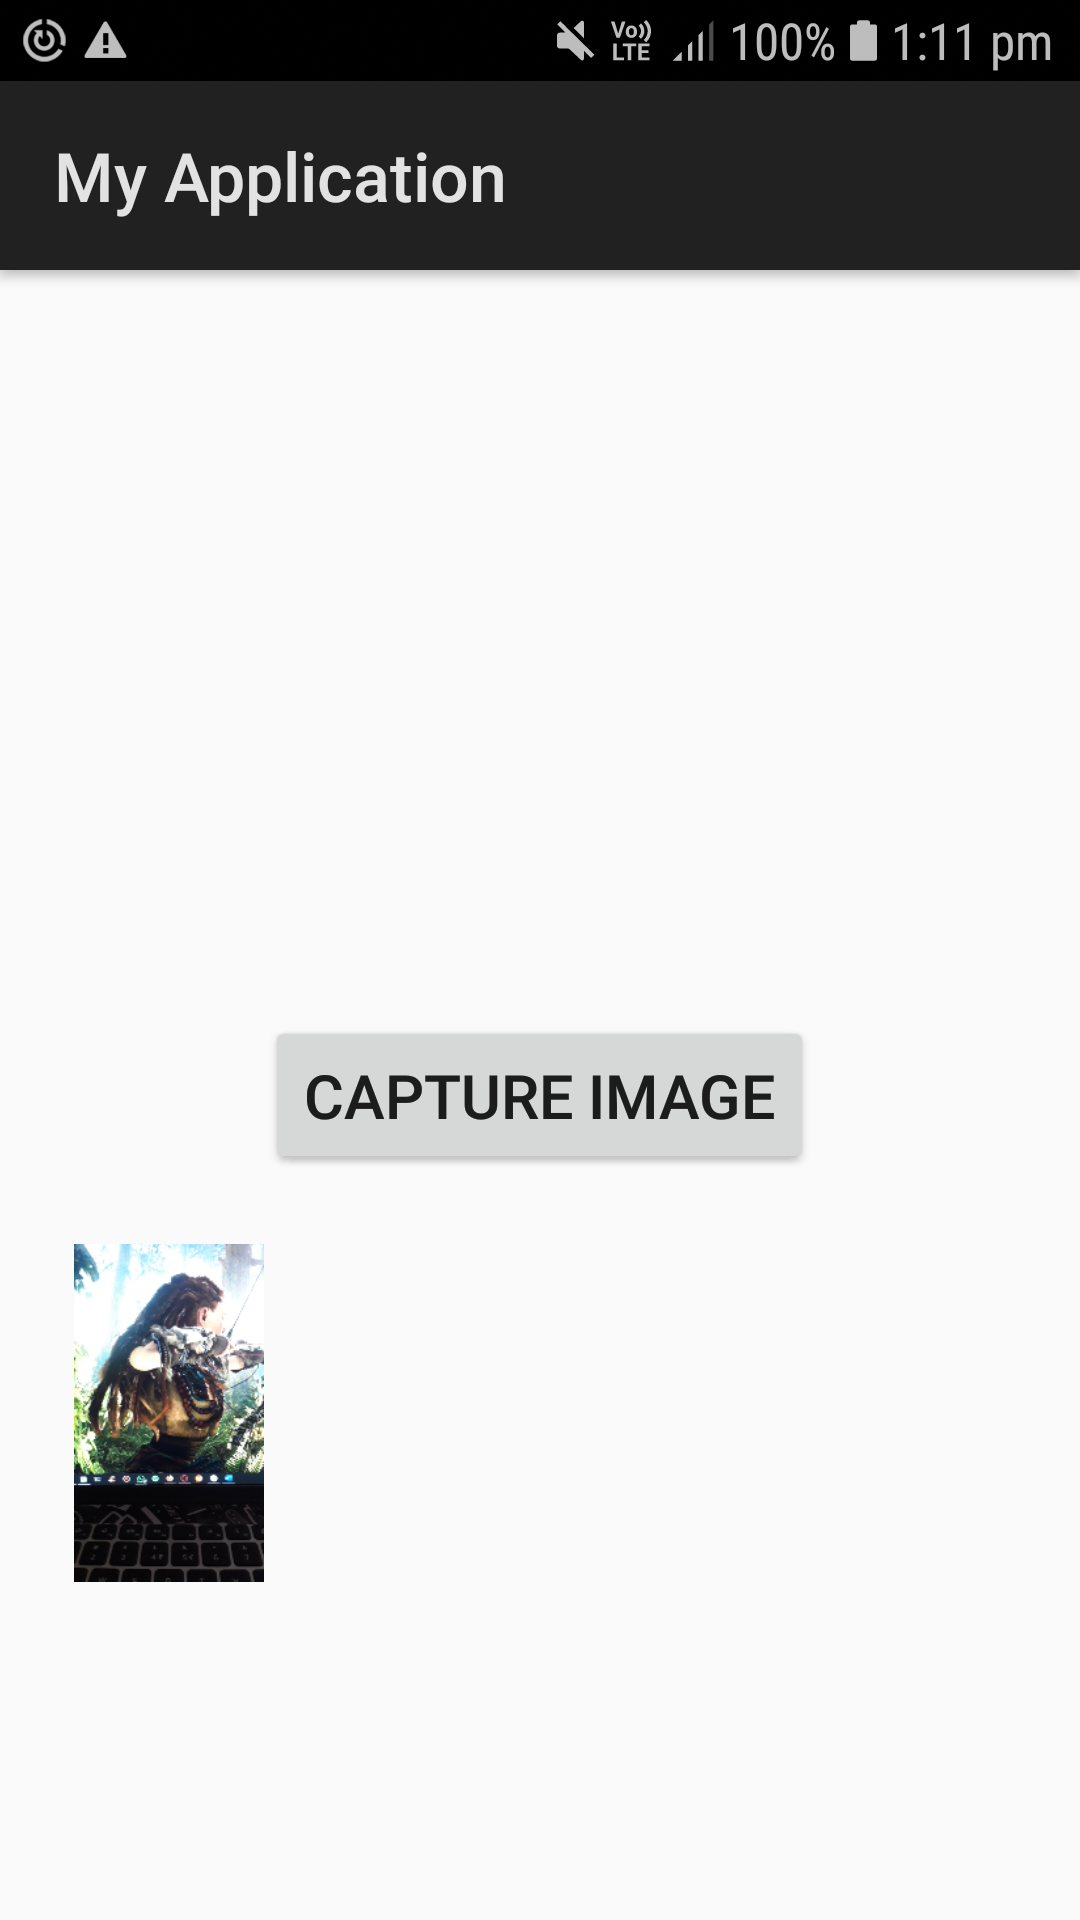 Vo)) LTE 100% 1:11 pm
My Application
CAPTURE IMAGE